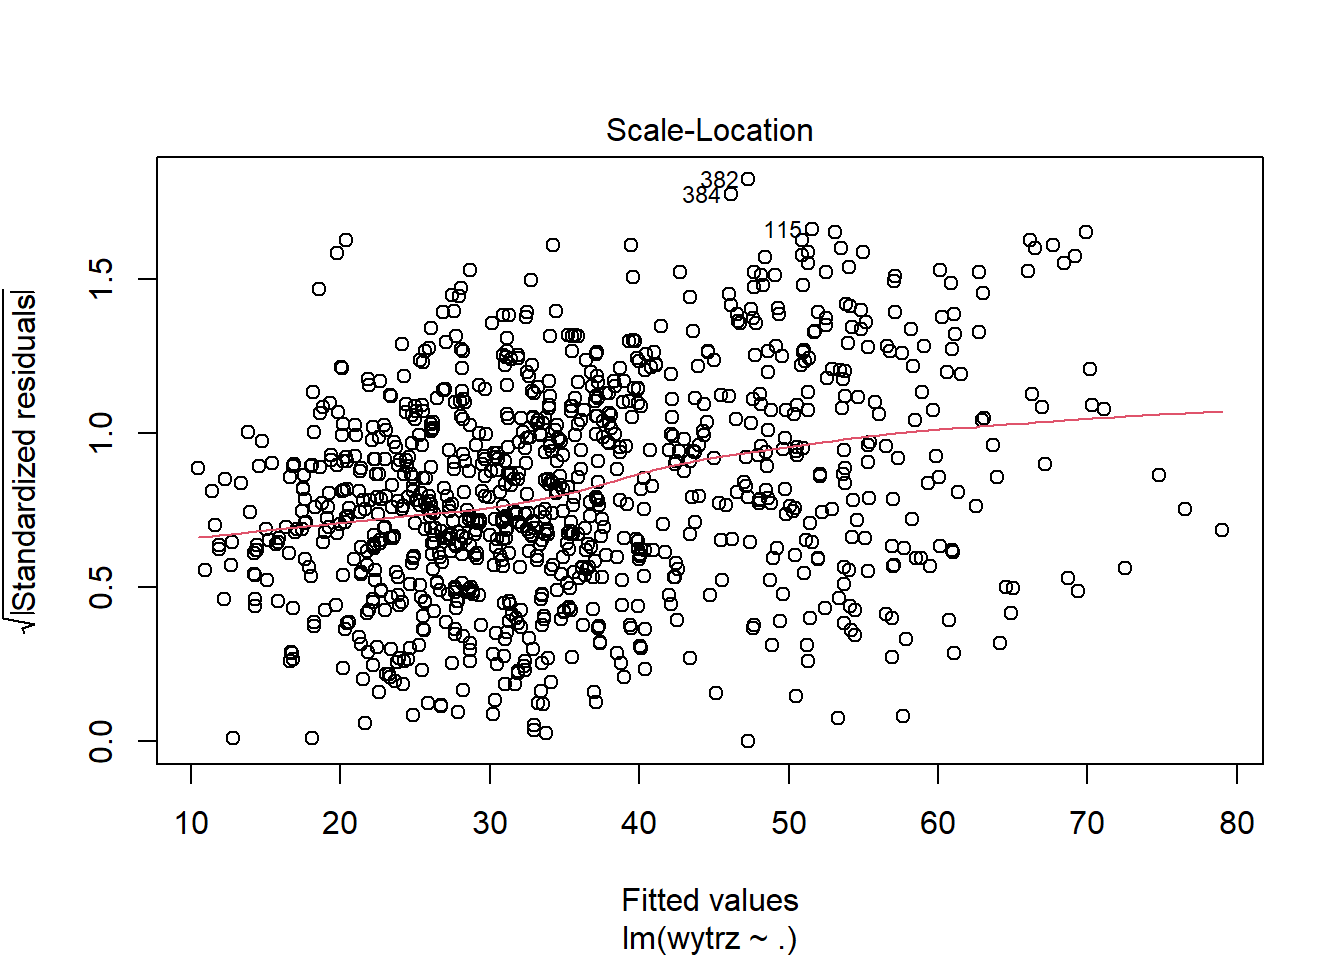 Scale-Location
382
384
115
√|Standardized residuals|
1.5
1.0
0.5
0.0
10 20 30 40 50 60 70 80
Fitted values
lm(wytrz ~ .)